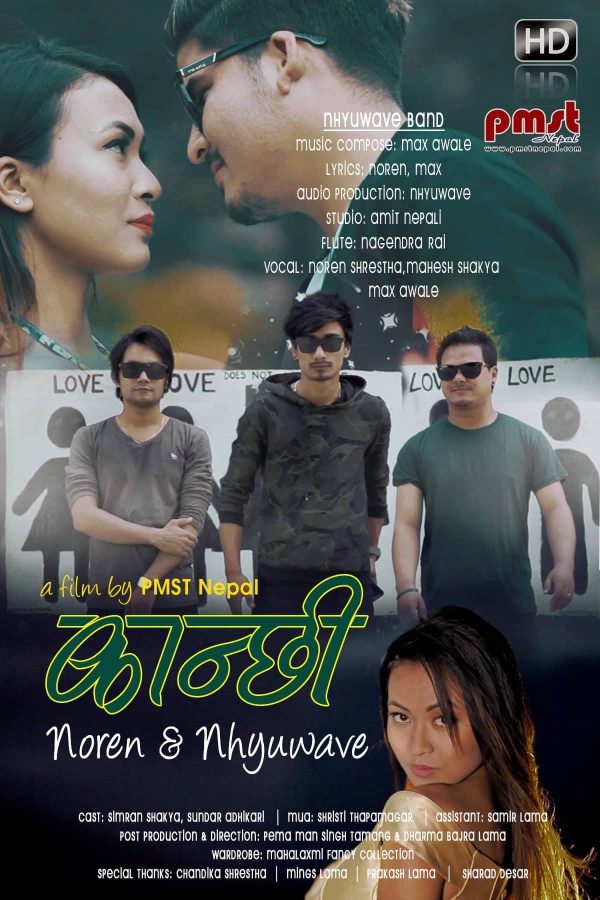 HD
pmst
Nepal
www.pmstnepal.com
NHYUWAVE BAND
MUSIC COMPOSE: MAX AWALE
LYRICS: NOREN, MAX
AUDIO PRODUCTION: NHYUWAVE
STUDIO: AMIT NEPALI
FLUTE: NAGENDRA RAI
VOCAL: NOREN SHRESTHA,MAHESH SHAKYA
MAX AWALE
LOVE LOVE DOES NOT LOVE LOVE
a film by PMST Nepal
कान्छी
Noren & Nhyuwave
CAST: SIMRAN SHAKYA, SUNDAR ADHIKARI | MUA: SHRISTI THAPAMAGAR | ASSISTANT: SAMIR LAMA
POST PRODUCTION & DIRECTION: PEMA MAN SINGH TAMANG & DHARMA BAJRA LAMA
WARDROBE: MAHALAXMI FANCY COLLECTION
SPECIAL THANKS: CHANDIKA SHRESTHA | MINGS LAMA | PRAKASH LAMA | SHARAD DESAR